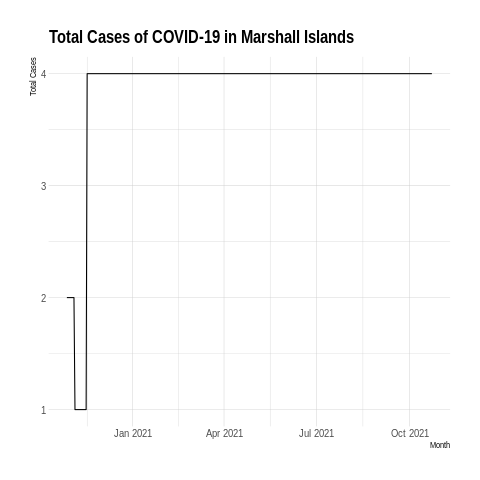 Total Cases of COVID-19 in Marshall Islands
Total Cases
4
3
2
1
Jan 2021
Apr 2021
Jul 2021
Oct 2021
Month